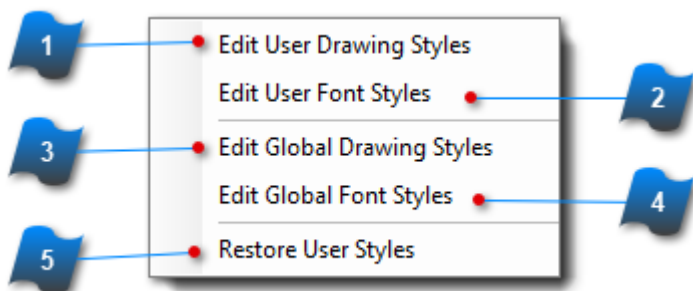 1 Edit User Drawing Styles
Edit User Font Styles 2
3 Edit Global Drawing Styles
Edit Global Font Styles 4
5 Restore User Styles